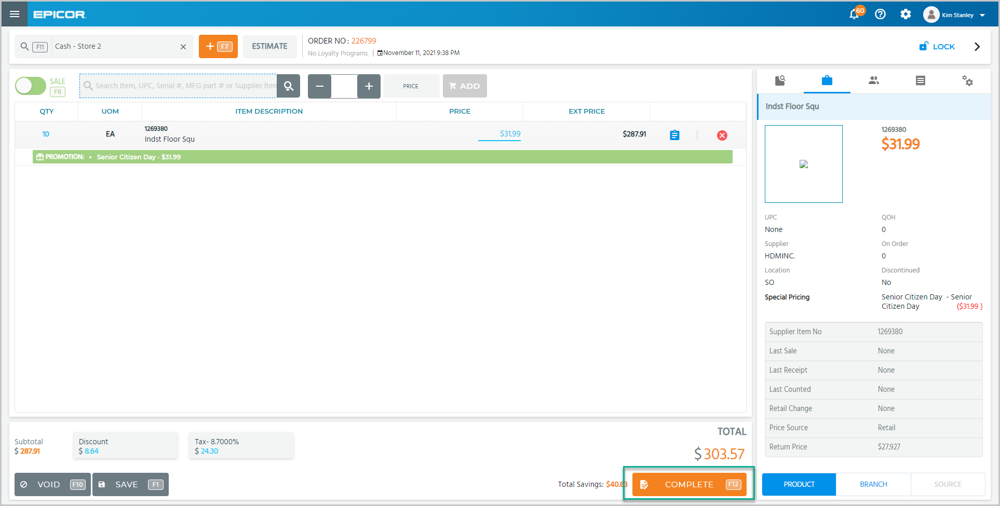 EPICOR.
60
Kim Stanley
F11
Cash - Store 2
F7
ESTIMATE
ORDER NO: 226799
No Loyalty Programs | November 11, 2021 9:38 PM
LOCK
SALE
F8
Search Item, UPC, Serial #, MFG part # or Supplier Iten
PRICE
ADD
QTY UOM ITEM DESCRIPTION PRICE EXT PRICE
10 EA 1269380 $31.99 $287.91
Indst Floor Squ
PROMOTION: • Senior Citizen Day - $31.99
Subtotal
$ 287.91
Discount
$ 8.64
Tax- 8.7000%
$ 24.30
TOTAL
$ 303.57
VOID F10
SAVE F1
Total Savings: $40.63
COMPLETE F12
Indst Floor Squ
1269380
$31.99
UPC QOH
None 0
Supplier On Order
HDMINC. 0
Location Discontinued
SO No
Special Pricing Senior Citizen Day - Senior
Citizen Day ($31.99 )
Supplier Item No 1269380
Last Sale None
Last Receipt None
Last Counted None
Retail Change None
Price Source Retail
Return Price $27.927
PRODUCT BRANCH SOURCE